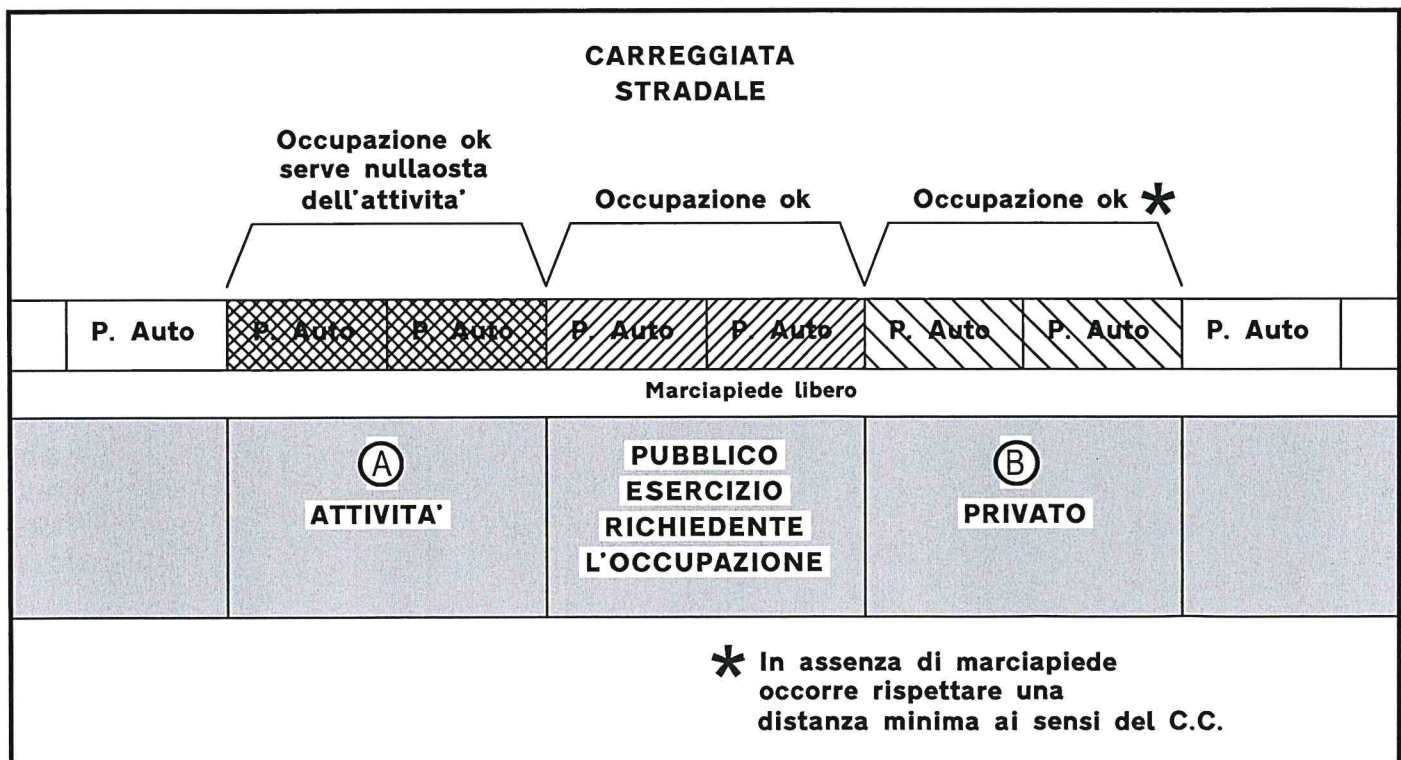 CARREGGIATA
STRADALE
Occupazione ok
serve nullaosta
dell'attivita'
Occupazione ok
Occupazione ok *
P. Auto
P. Auto
P. Auto
P. Auto
P. Auto
P. Auto
P. Auto
P. Auto
Marciapiede libero
A
ATTIVITA'
PUBBLICO
ESERCIZIO
RICHIEDENTE
L'OCCUPAZIONE
B
PRIVATO
* In assenza di marciapiede
occorre rispettare una
distanza minima ai sensi del C.C.